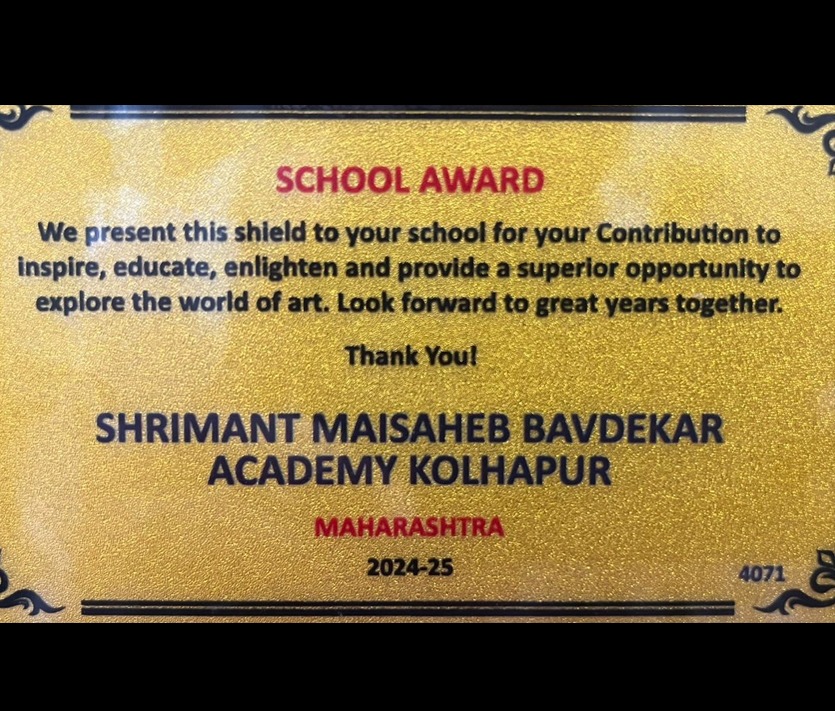 SCHOOL AWARD
We present this shield to your school for your Contribution to
inspire, educate, enlighten and provide a superior opportunity to
explore the world of art. Look forward to great years together.
Thank You!
SHRIMANT MAISAHEB BAVDEKAR
ACADEMY KOLHAPUR
MAHARASHTRA
2024-25
4071